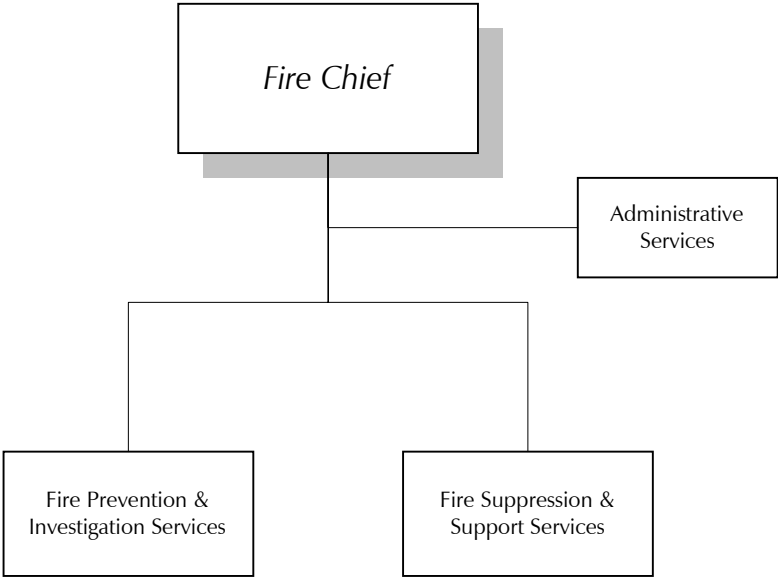 Fire Chief
Administrative
Services
Fire Prevention &
Investigation Services
Fire Suppression &
Support Services